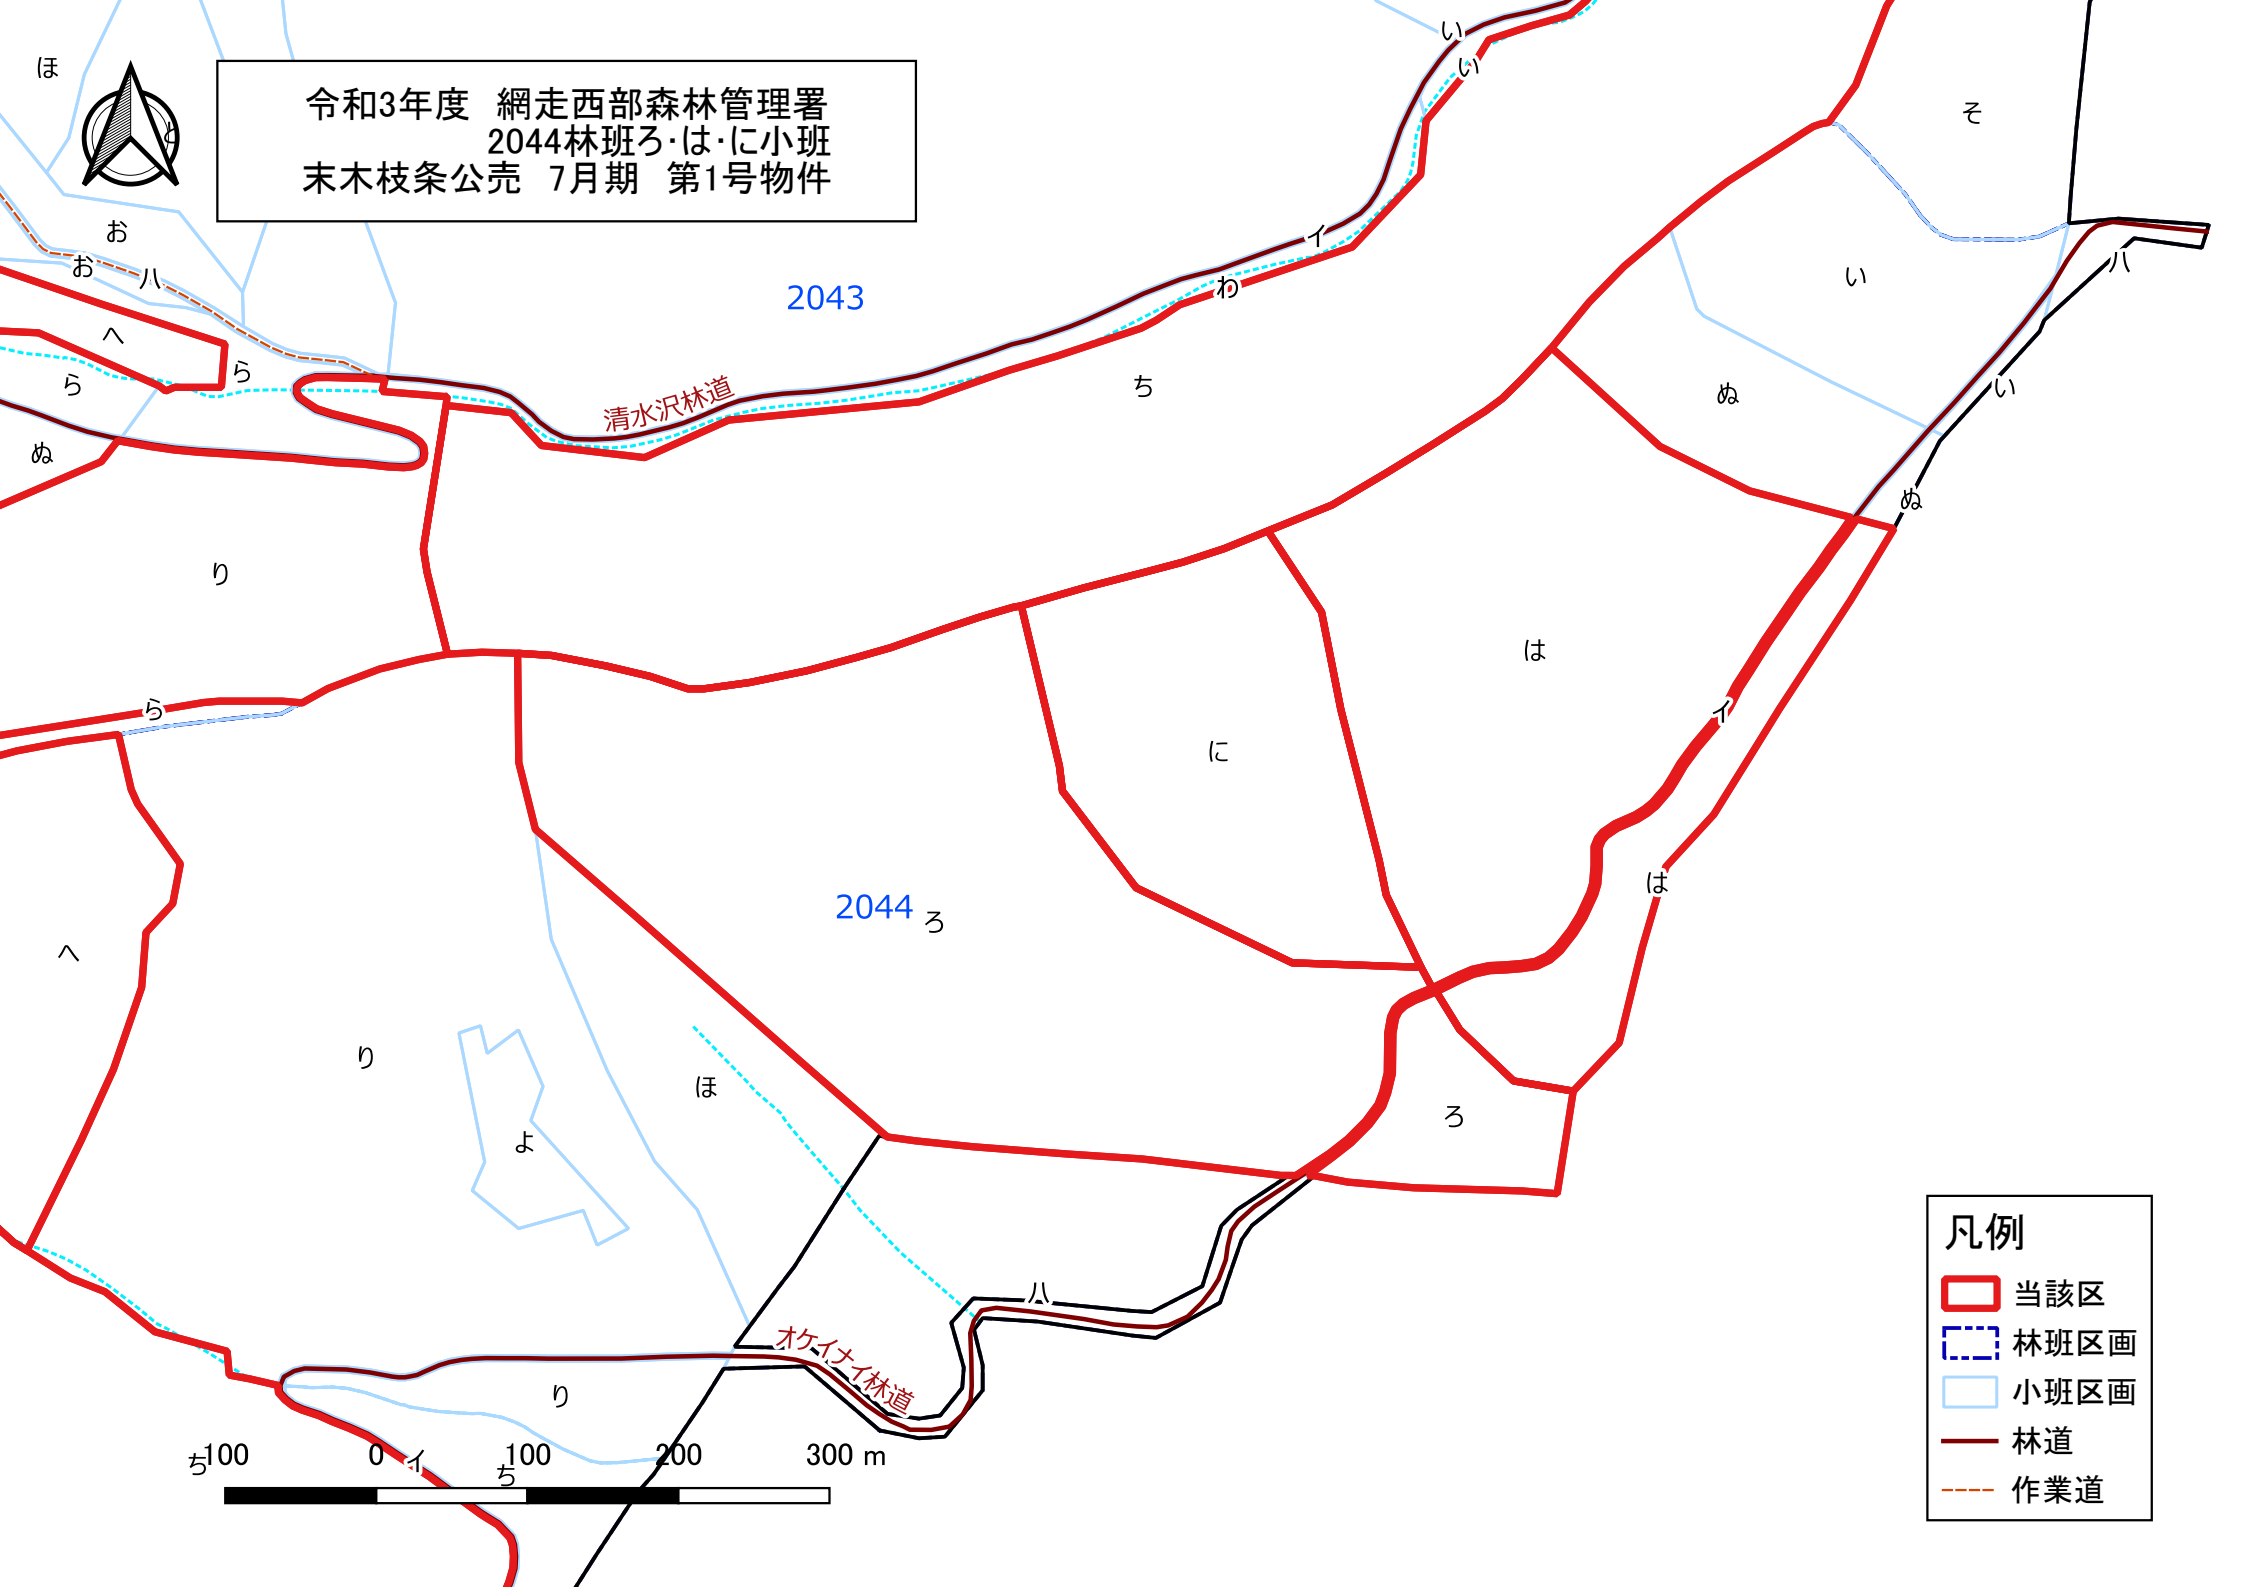 令和3年度　網走西部森林管理署
2044林班ろ・は・に小班
末木枝条公売　7月期　第1号物件
ほ
と
お
お
ハ
へ
ら
ら
ぬ
り
2043
清水沢林道
い
い
イ
わ
ち
そ
い
ハ
い
ぬ
ぬ
は
に
イ
は
ら
2044
ろ
へ
り
よ
ほ
ろ
ハ
オケイナイ林道
り
ち
イ
ち
100 0 100 200 300 m
凡例
当該区
林班区画
小班区画
林道
作業道